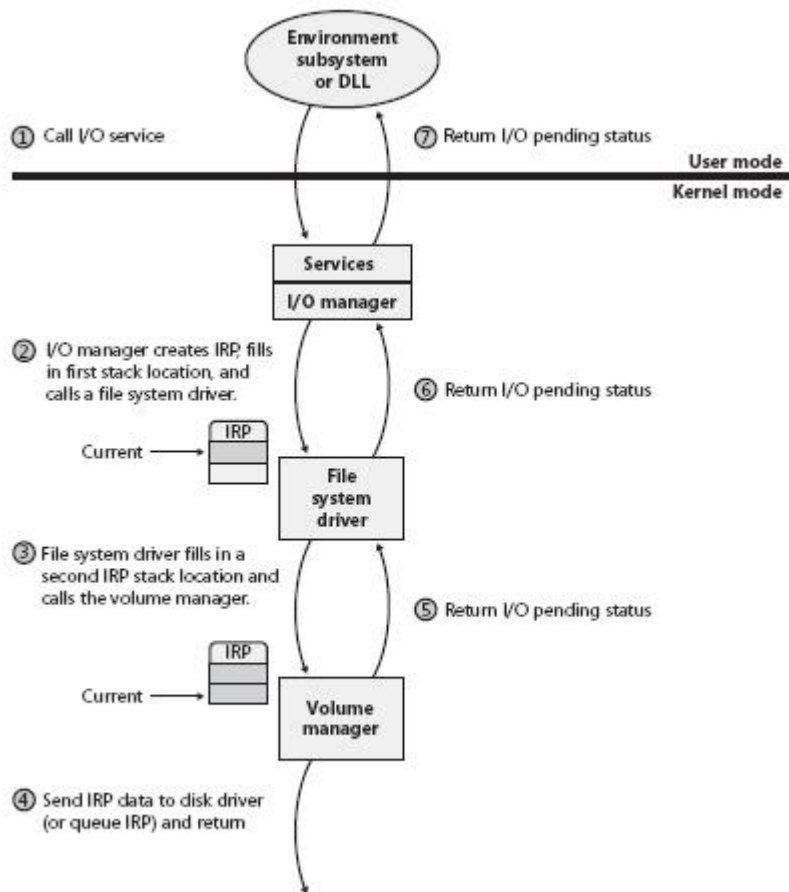 Environment
subsystem
or DLL
① Call I/O service
⑦ Return I/O pending status
User mode
Kernel mode
Services
I/O manager
② I/O manager creates IRP, fills
in first stack location, and
calls a file system driver.
⑥ Return I/O pending status
IRP
Current
File
system
driver
③ File system driver fills in a
second IRP stack location and
calls the volume manager.
⑤ Return I/O pending status
IRP
Current
Volume
manager
④ Send IRP data to disk driver
(or queue IRP) and return